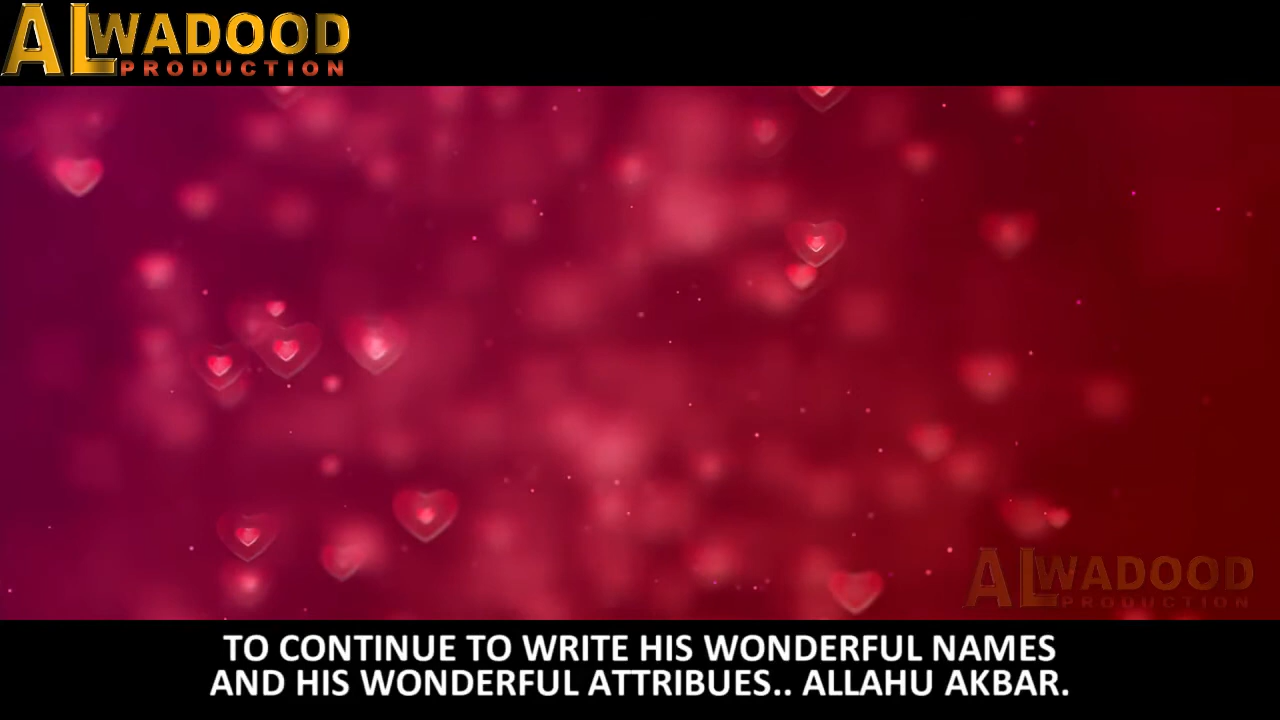 ALWADOOD
PRODUCTION
ALWADOOD
PRODUCTION
TO CONTINUE TO WRITE HIS WONDERFUL NAMES
AND HIS WONDERFUL ATTRIBUES.. ALLAHU AKBAR.